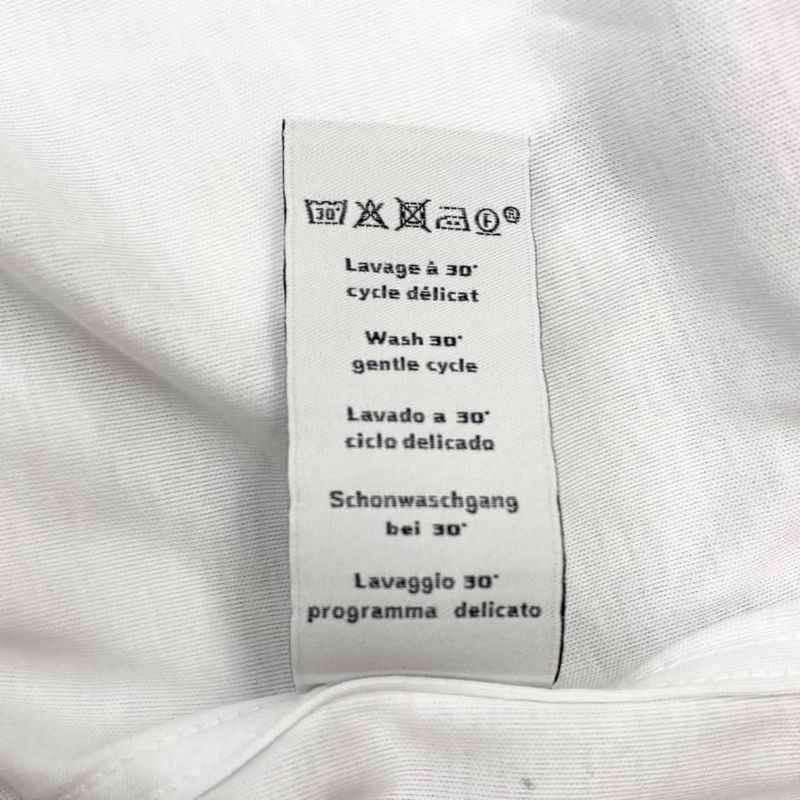 30°
F ®
Lavage à 30°
cycle délicat
Wash 30°
gentle cycle
Lavado a 30°
ciclo delicado
Schonwaschgang
bei 30°
Lavaggio 30°
programma delicato